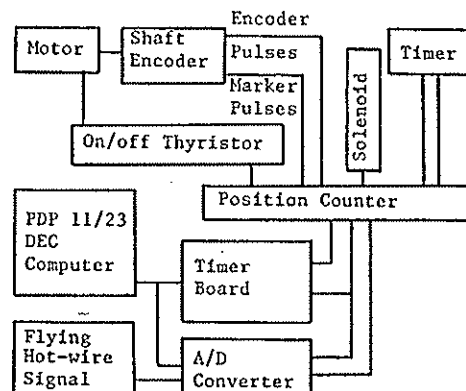 Encoder
Motor
Shaft
Encoder
Pulses
Timer
Marker
Pulses
Solenoid
On/off Thyristor
Position Counter
PDP 11/23
DEC
Computer
Timer
Board
Flying
Hot-wire
Signal
A/D
Converter